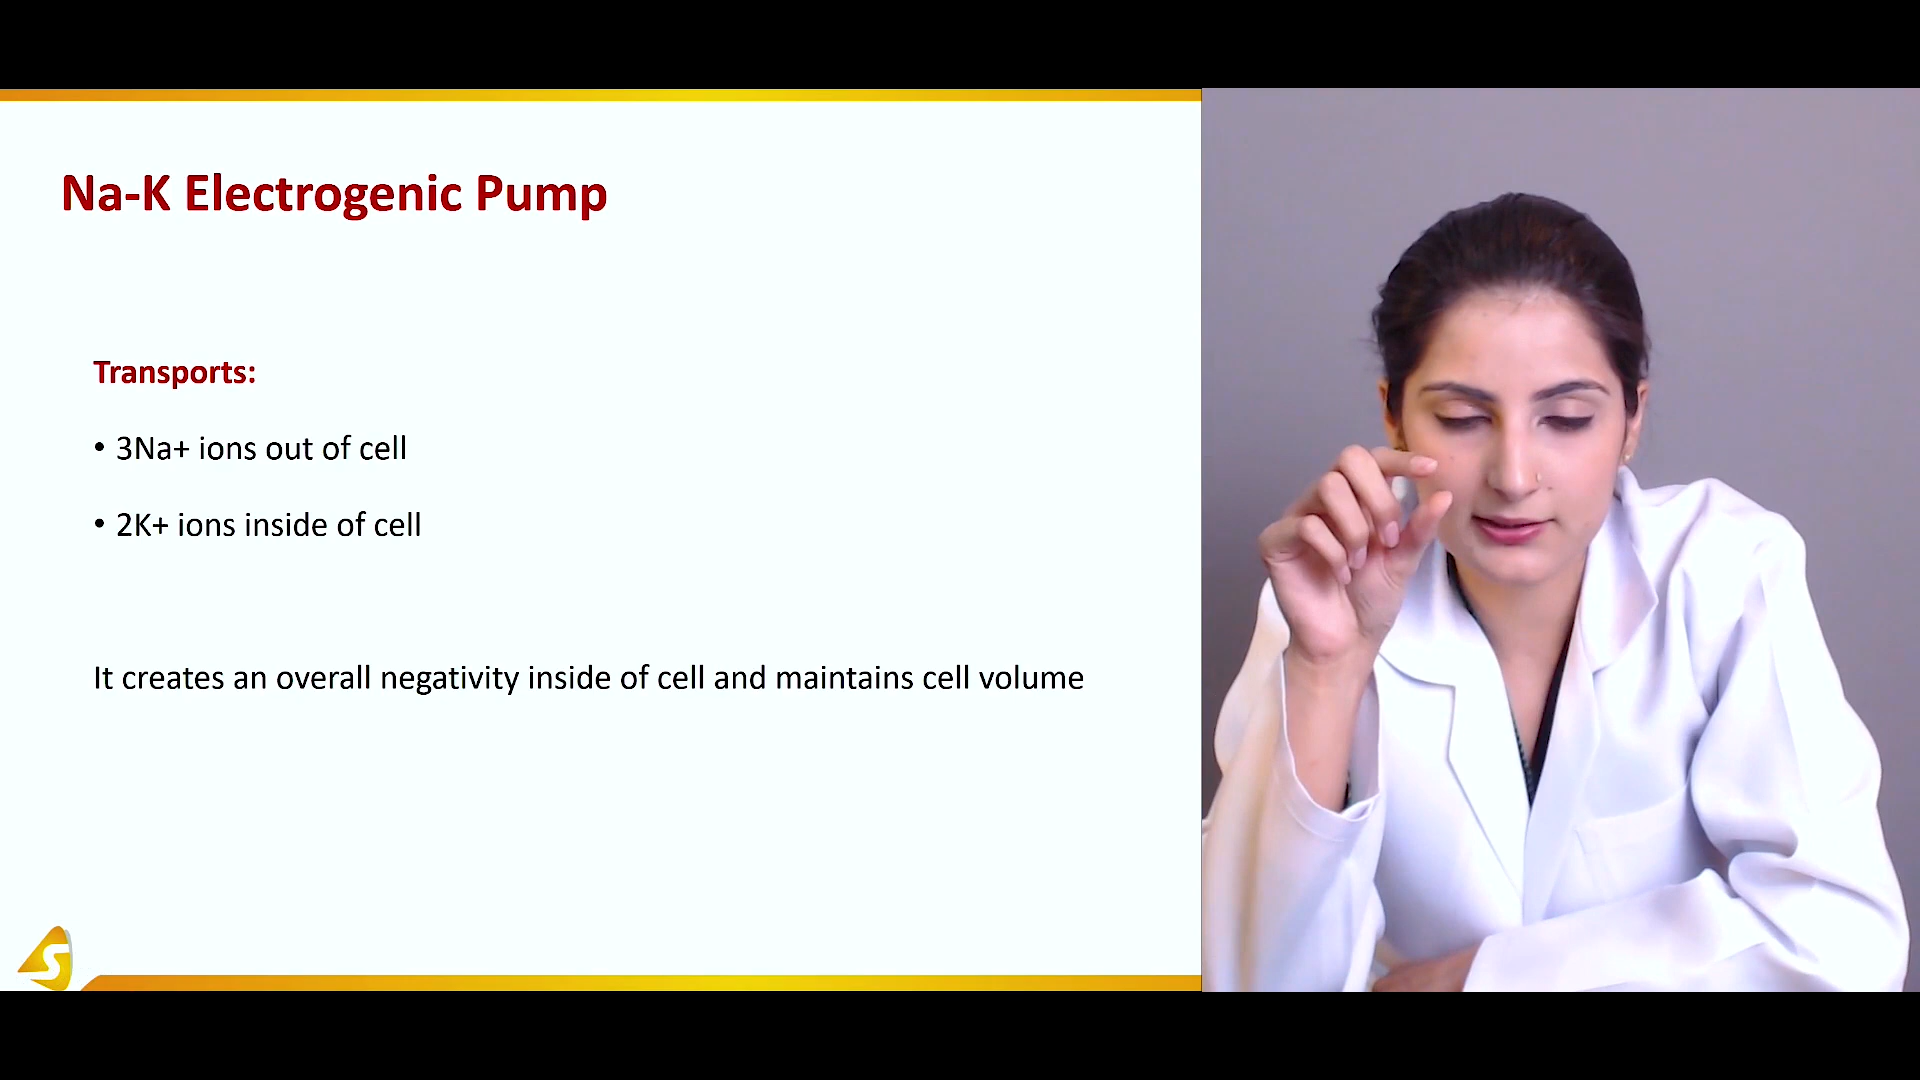 Na-K Electrogenic Pump
Transports:
• 3Na+ ions out of cell
• 2K+ ions inside of cell
It creates an overall negativity inside of cell and maintains cell volume
S